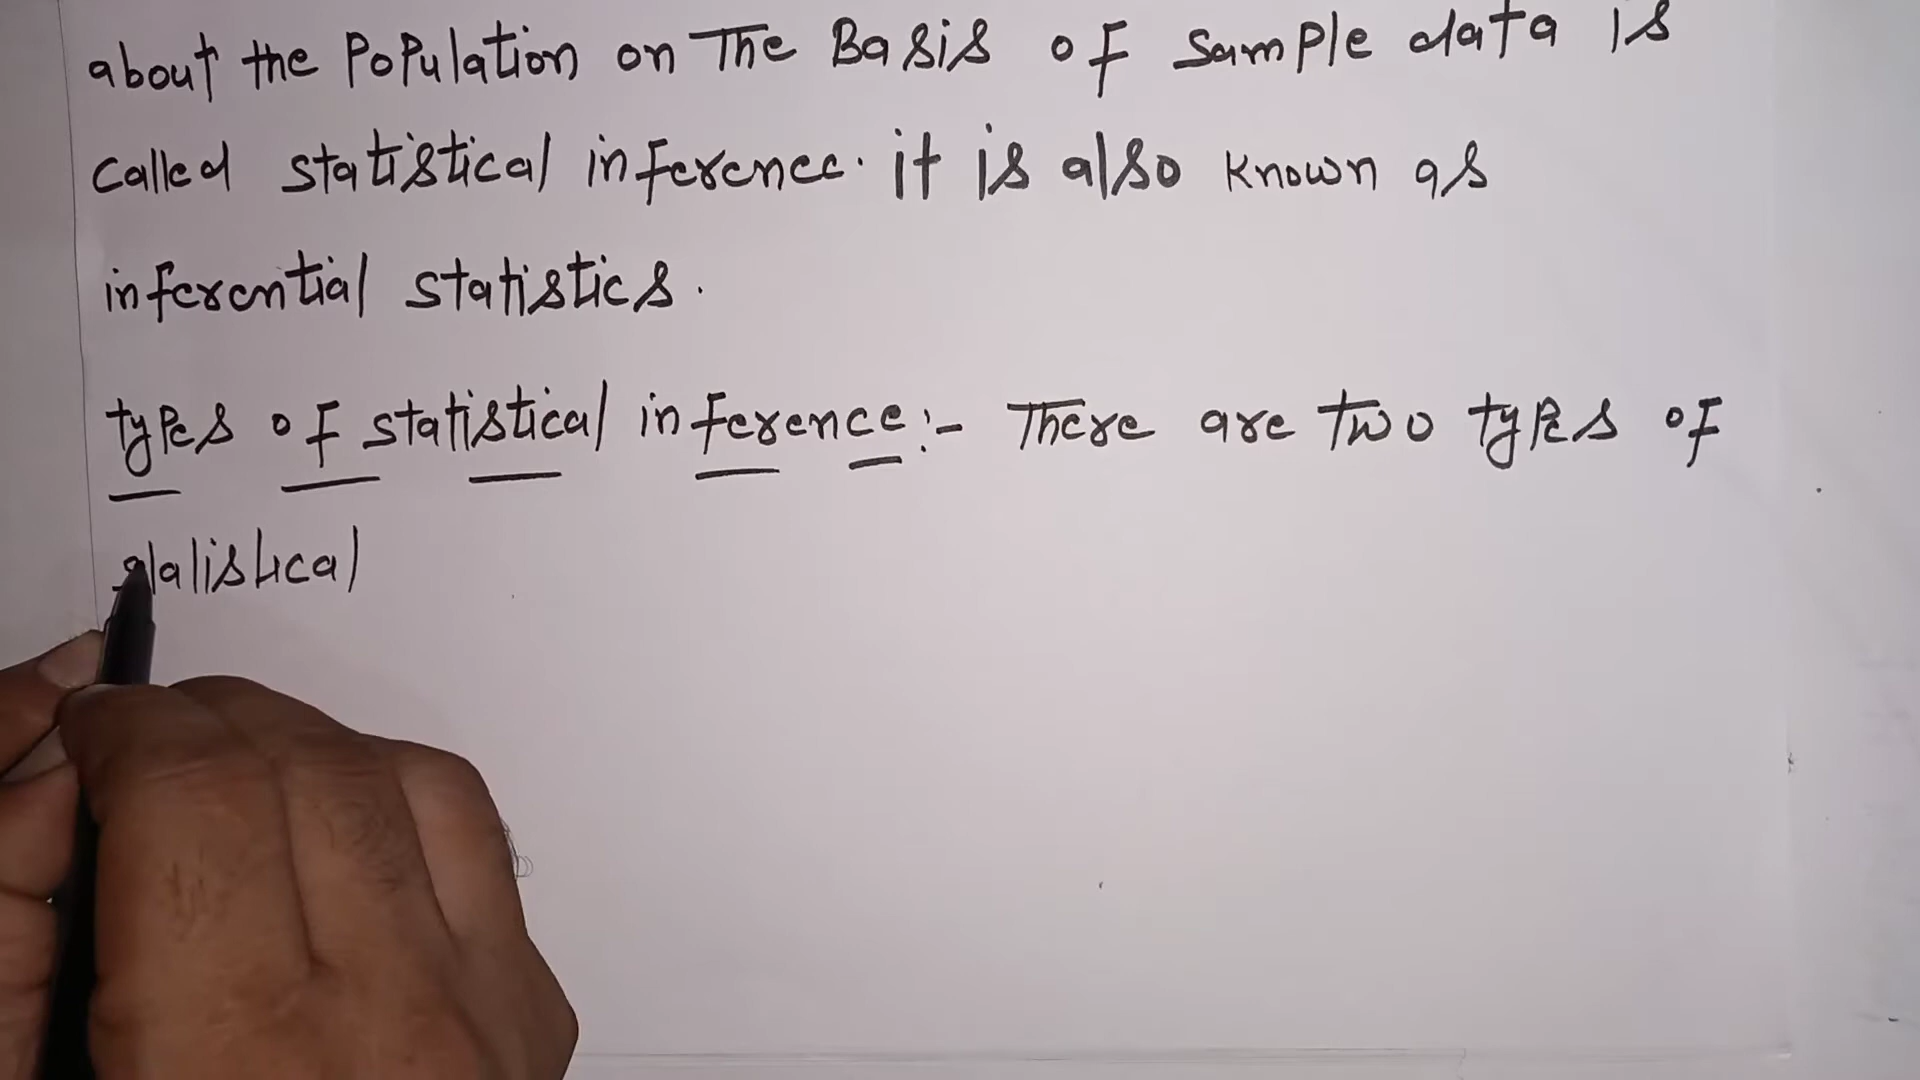 about the Population on The Basis of Sample data is
Called statistical inference. it is also known as
inferential statistics.
types of statistical inference:- There are two types of
statistical